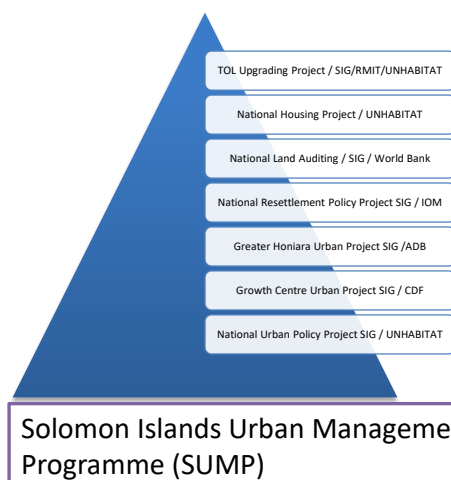 TOL Upgrading Project / SIG/RMIT/UNHABITAT
National Housing Project / UNHABITAT
National Land Auditing / SIG / World Bank
National Resettlement Policy Project SIG / IOM
Greater Honiara Urban Project SIG /ADB
Growth Centre Urban Project SIG / CDF
National Urban Policy Project SIG / UNHABITAT
Solomon Islands Urban Manageme
Programme (SUMP)